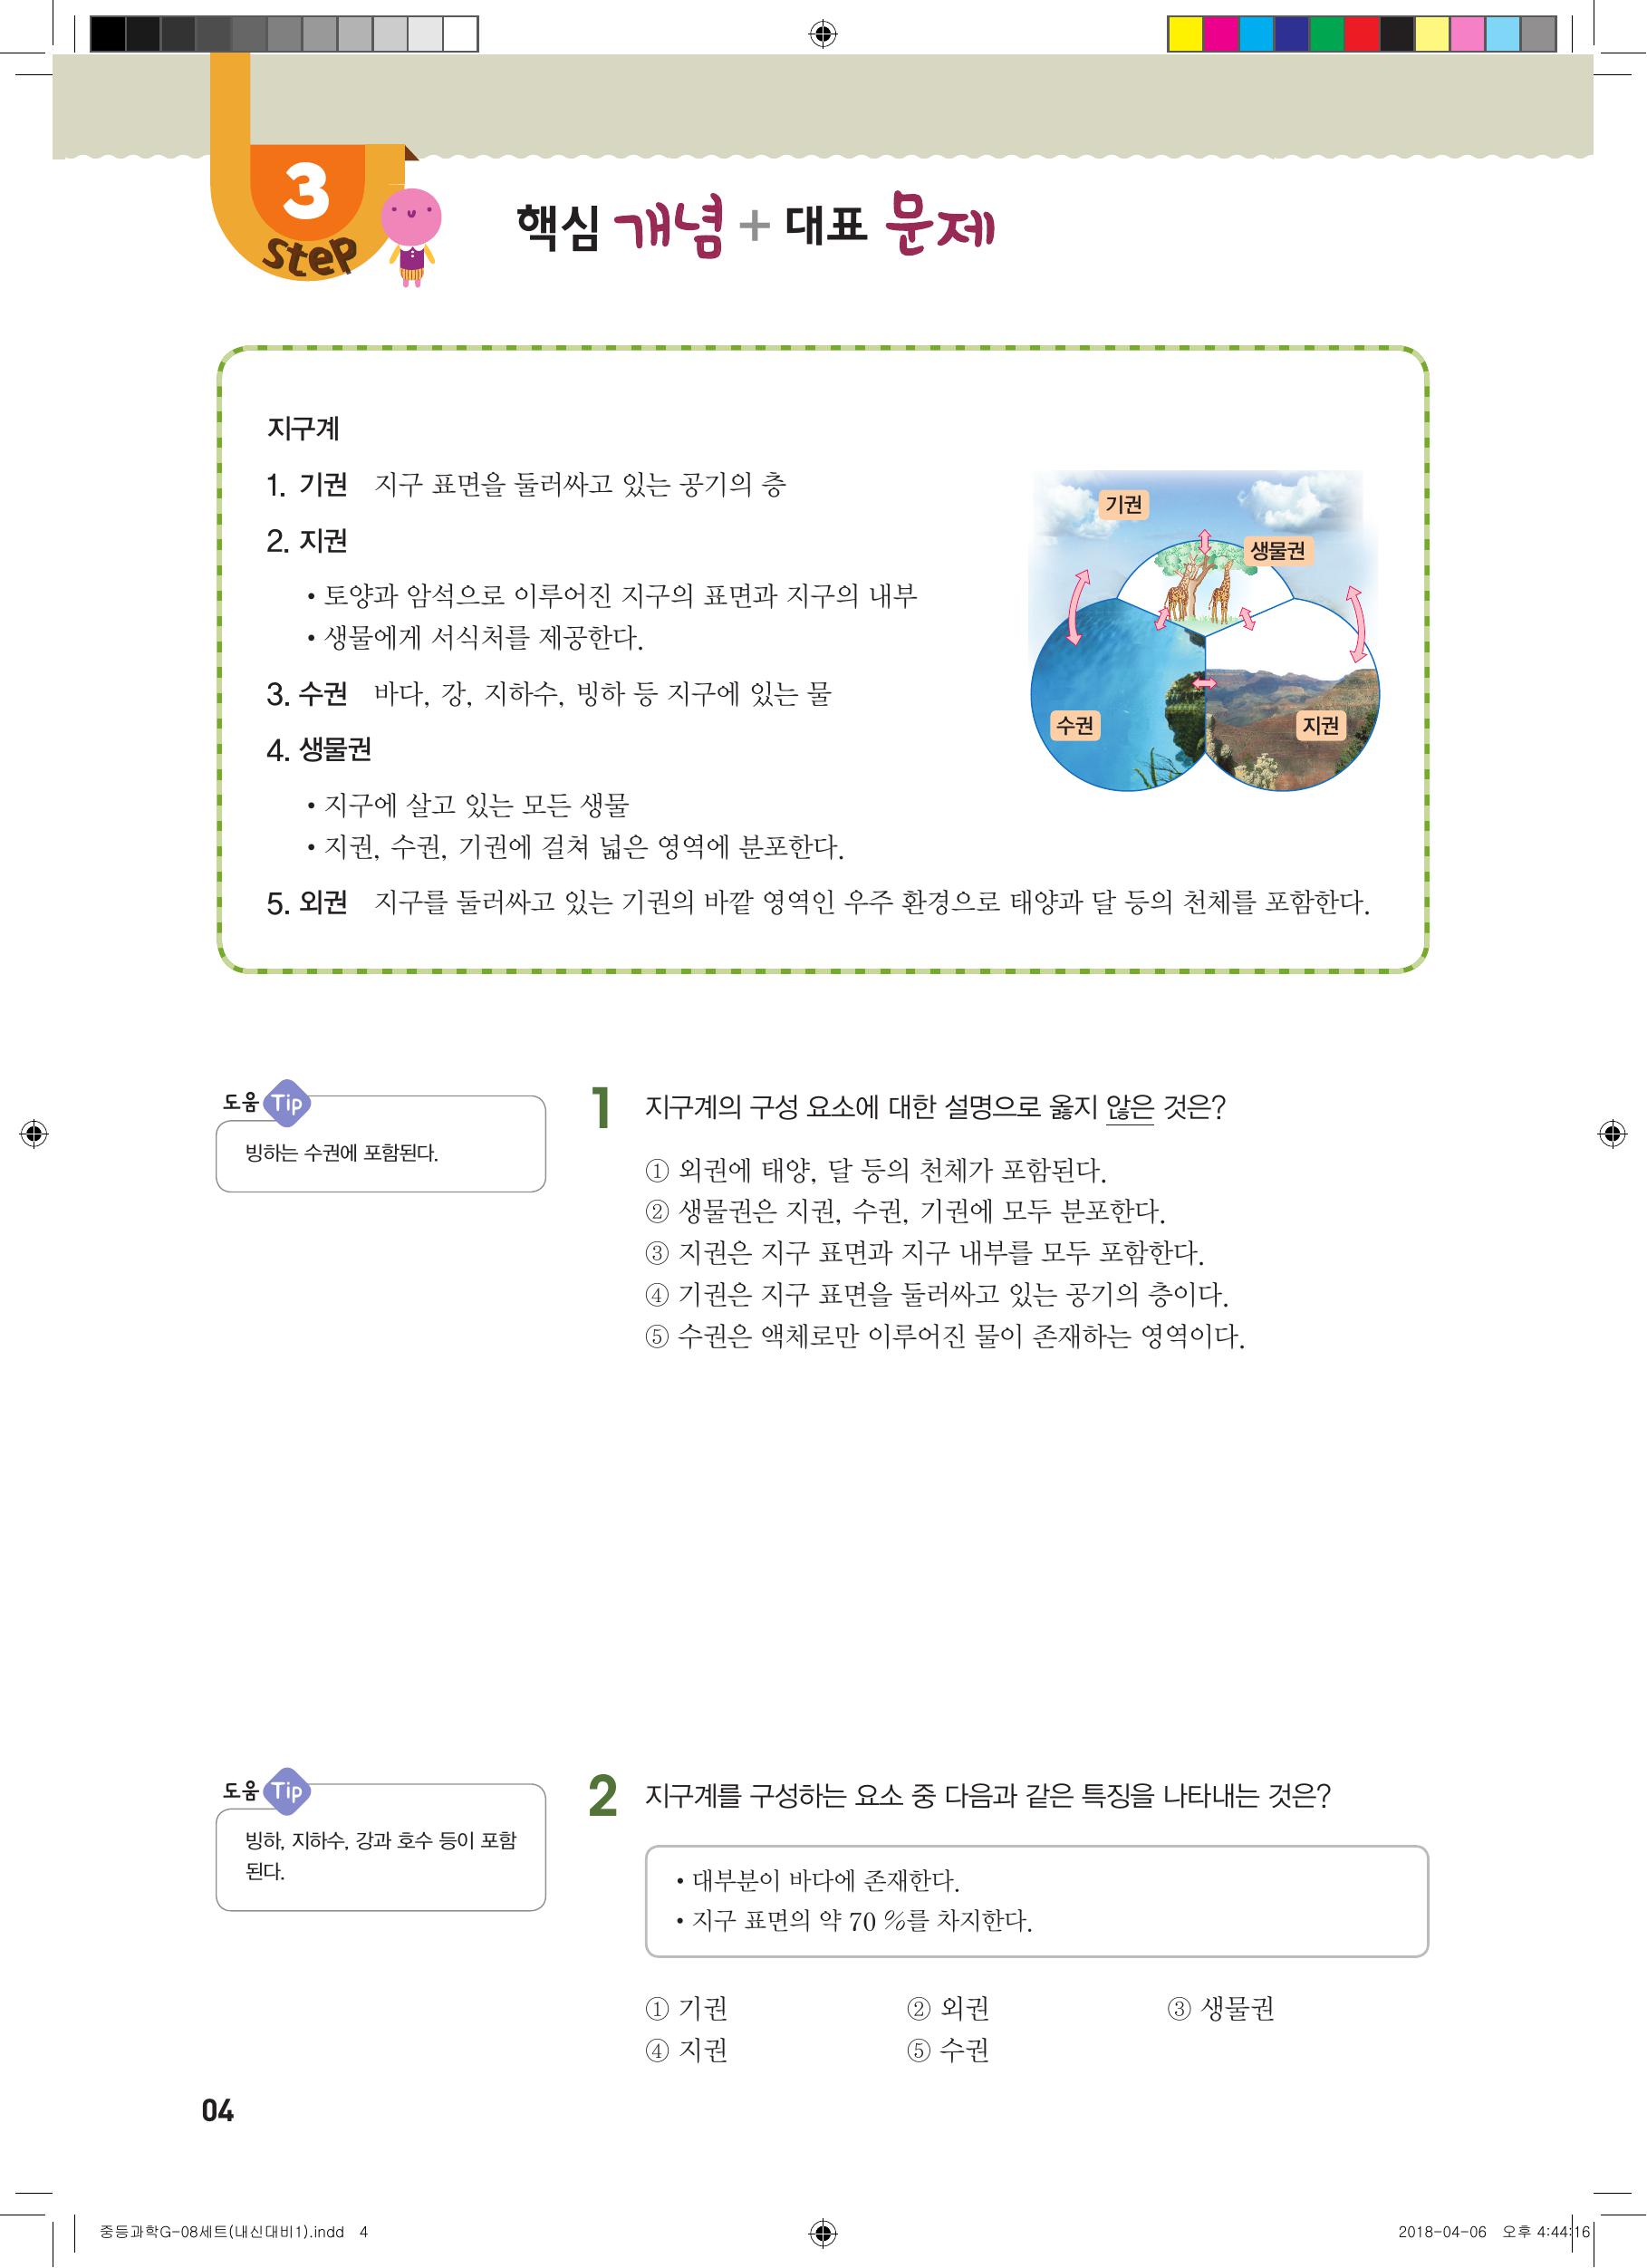 3
step
핵심 개념 + 대표 문제
지구계
1. 기권 지구 표면을 둘러싸고 있는 공기의 층
2. 지권
• 토양과 암석으로 이루어진 지구의 표면과 지구의 내부
• 생물에게 서식처를 제공한다.
3. 수권 바다, 강, 지하수, 빙하 등 지구에 있는 물
4. 생물권
• 지구에 살고 있는 모든 생물
• 지권, 수권, 기권에 걸쳐 넓은 영역에 분포한다.
5. 외권 지구를 둘러싸고 있는 기권의 바깥 영역인 우주 환경으로 태양과 달 등의 천체를 포함한다.
기권
생물권
수권
지권
도움 Tip
빙하는 수권에 포함된다.
1 지구계의 구성 요소에 대한 설명으로 옳지 않은 것은?
① 외권에 태양, 달 등의 천체가 포함된다.
② 생물권은 지권, 수권, 기권에 모두 분포한다.
③ 지권은 지구 표면과 지구 내부를 모두 포함한다.
④ 기권은 지구 표면을 둘러싸고 있는 공기의 층이다.
⑤ 수권은 액체로만 이루어진 물이 존재하는 영역이다.
도움 Tip
빙하, 지하수, 강과 호수 등이 포함
된다.
2 지구계를 구성하는 요소 중 다음과 같은 특징을 나타내는 것은?
• 대부분이 바다에 존재한다.
• 지구 표면의 약 70 %를 차지한다.
① 기권 ② 외권 ③ 생물권
④ 지권 ⑤ 수권
04
중등과학G-08세트(내신대비1).indd 4
2018-04-06 오후 4:44:16